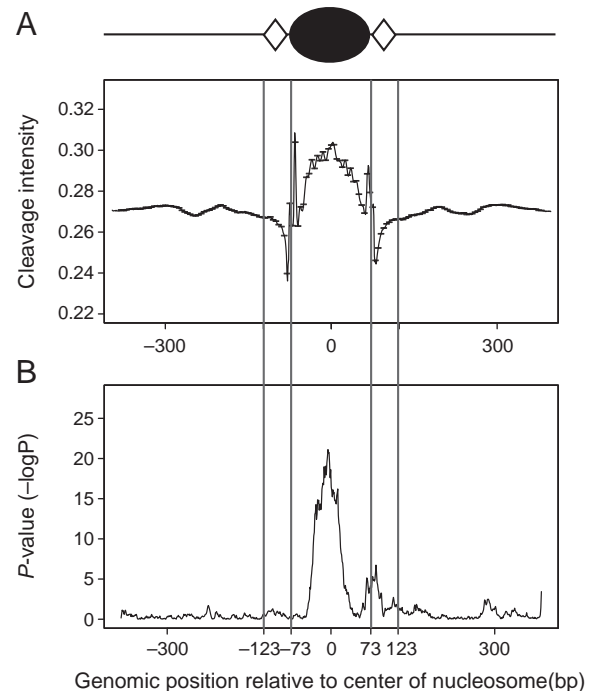 A
Cleavage intensity
0.32
0.30
0.28
0.26
0.24
0.22
–300 0 300
B
P-value (–logP)
25
20
15
10
5
0
–300 –123 –73 0 73 123 300
Genomic position relative to center of nucleosome(bp)